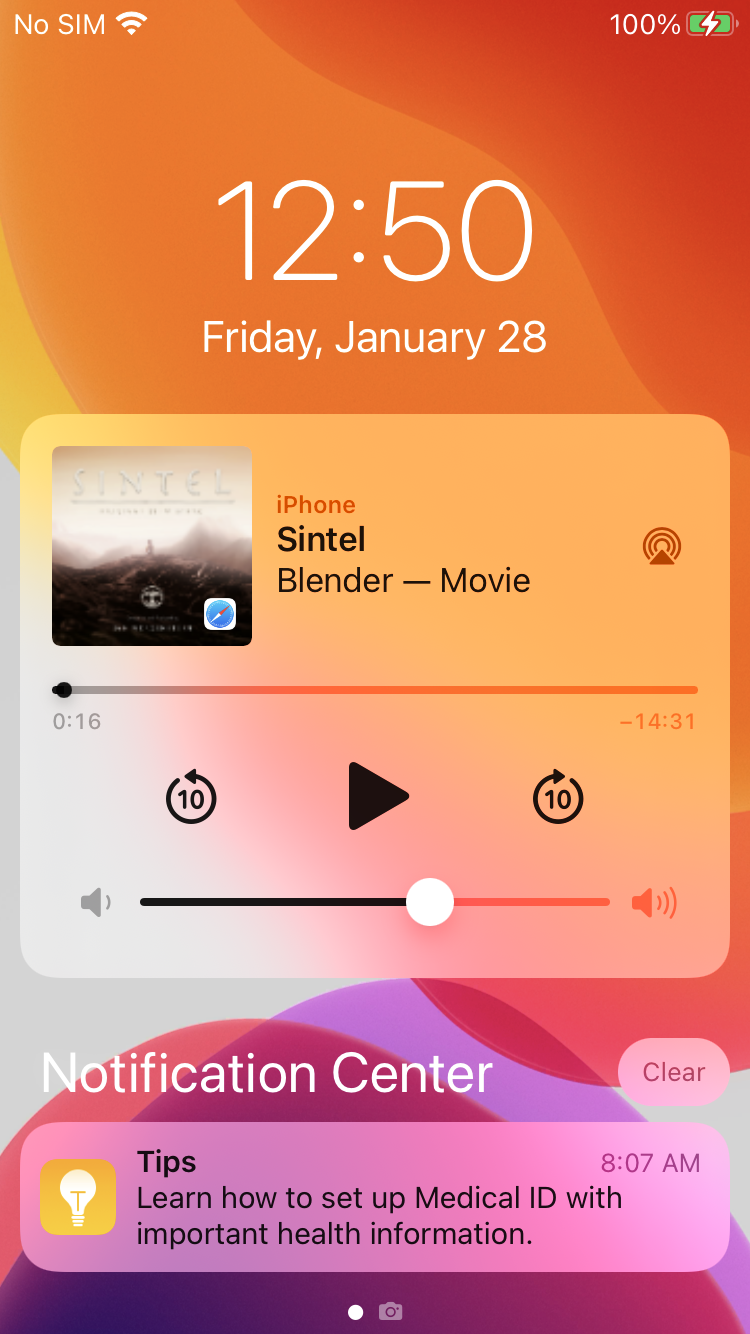 No SIM 100%
12:50
Friday, January 28
SINTEL
iPhone
Sintel
Blender — Movie
0:16 −14:31
10 10
Notification Center Clear
Tips 8:07 AM
Learn how to set up Medical ID with
important health information.